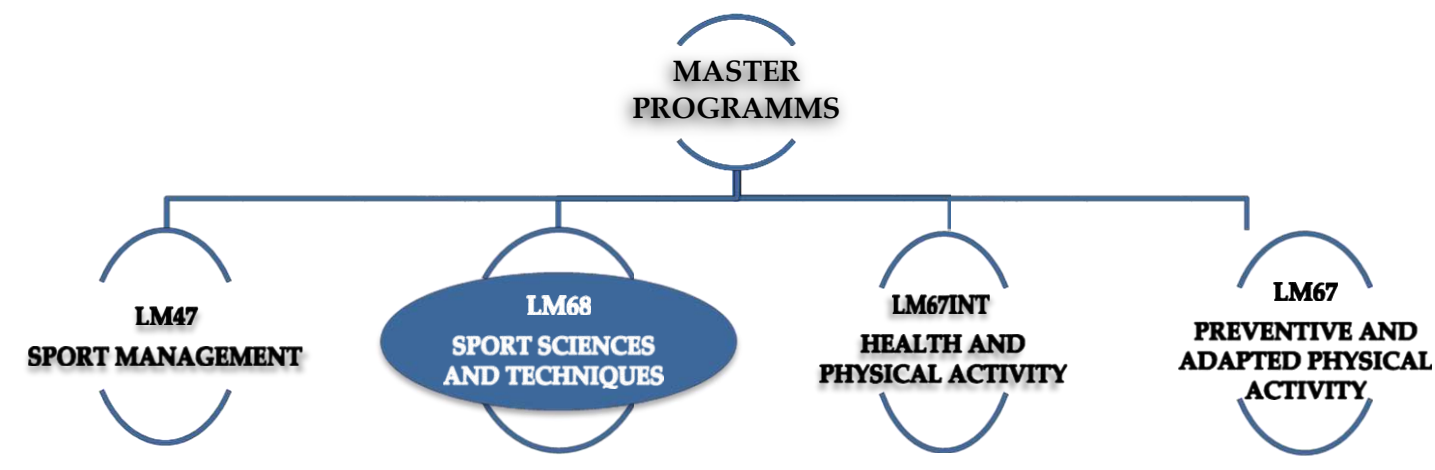 MASTER
PROGRAMMS
LM47
SPORT MANAGEMENT
LM68
SPORT SCIENCES
AND TECHNIQUES
LM67INT
HEALTH AND
PHYSICAL ACTIVITY
LM67
PREVENTIVE AND
ADAPTED PHYSICAL
ACTIVITY